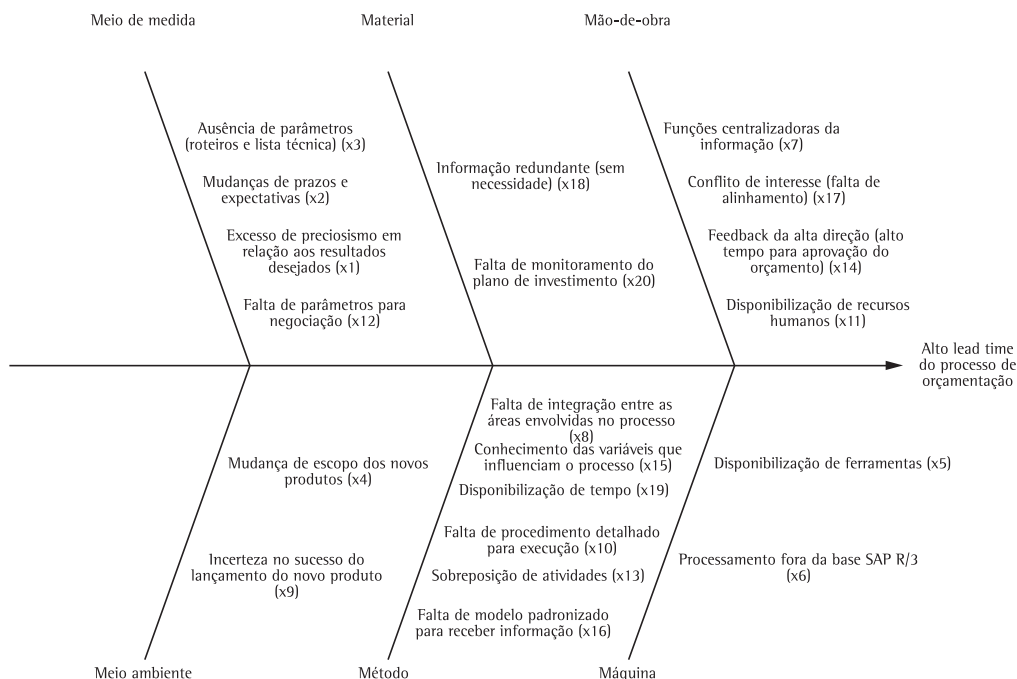 Meio de medida
Material
Mão-de-obra
Ausência de parâmetros
(roteiros e lista técnica) (x3)
Mudanças de prazos e
expectativas (x2)
Excesso de preciosismo em
relação aos resultados
desejados (x1)
Falta de parâmetros para
negociação (x12)
Informação redundante (sem
necessidade) (x18)
Falta de monitoramento do
plano de investimento (x20)
Funções centralizadoras da
informação (x7)
Conflito de interesse (falta de
alinhamento) (x17)
Feedback da alta direção (alto
tempo para aprovação do
orçamento) (x14)
Disponibilização de recursos
humanos (x11)
Alto lead time
do processo de
orçamentação
Mudança de escopo dos novos
produtos (x4)
Incerteza no sucesso do
lançamento do novo produto
(x9)
Falta de integração entre as
áreas envolvidas no processo
(x8)
Conhecimento das variáveis que
influenciam o processo (x15)
Disponibilização de tempo (x19)
Falta de procedimento detalhado
para execução (x10)
Sobreposição de atividades (x13)
Falta de modelo padronizado
para receber informação (x16)
Disponibilização de ferramentas (x5)
Processamento fora da base SAP R/3
(x6)
Meio ambiente
Método
Máquina